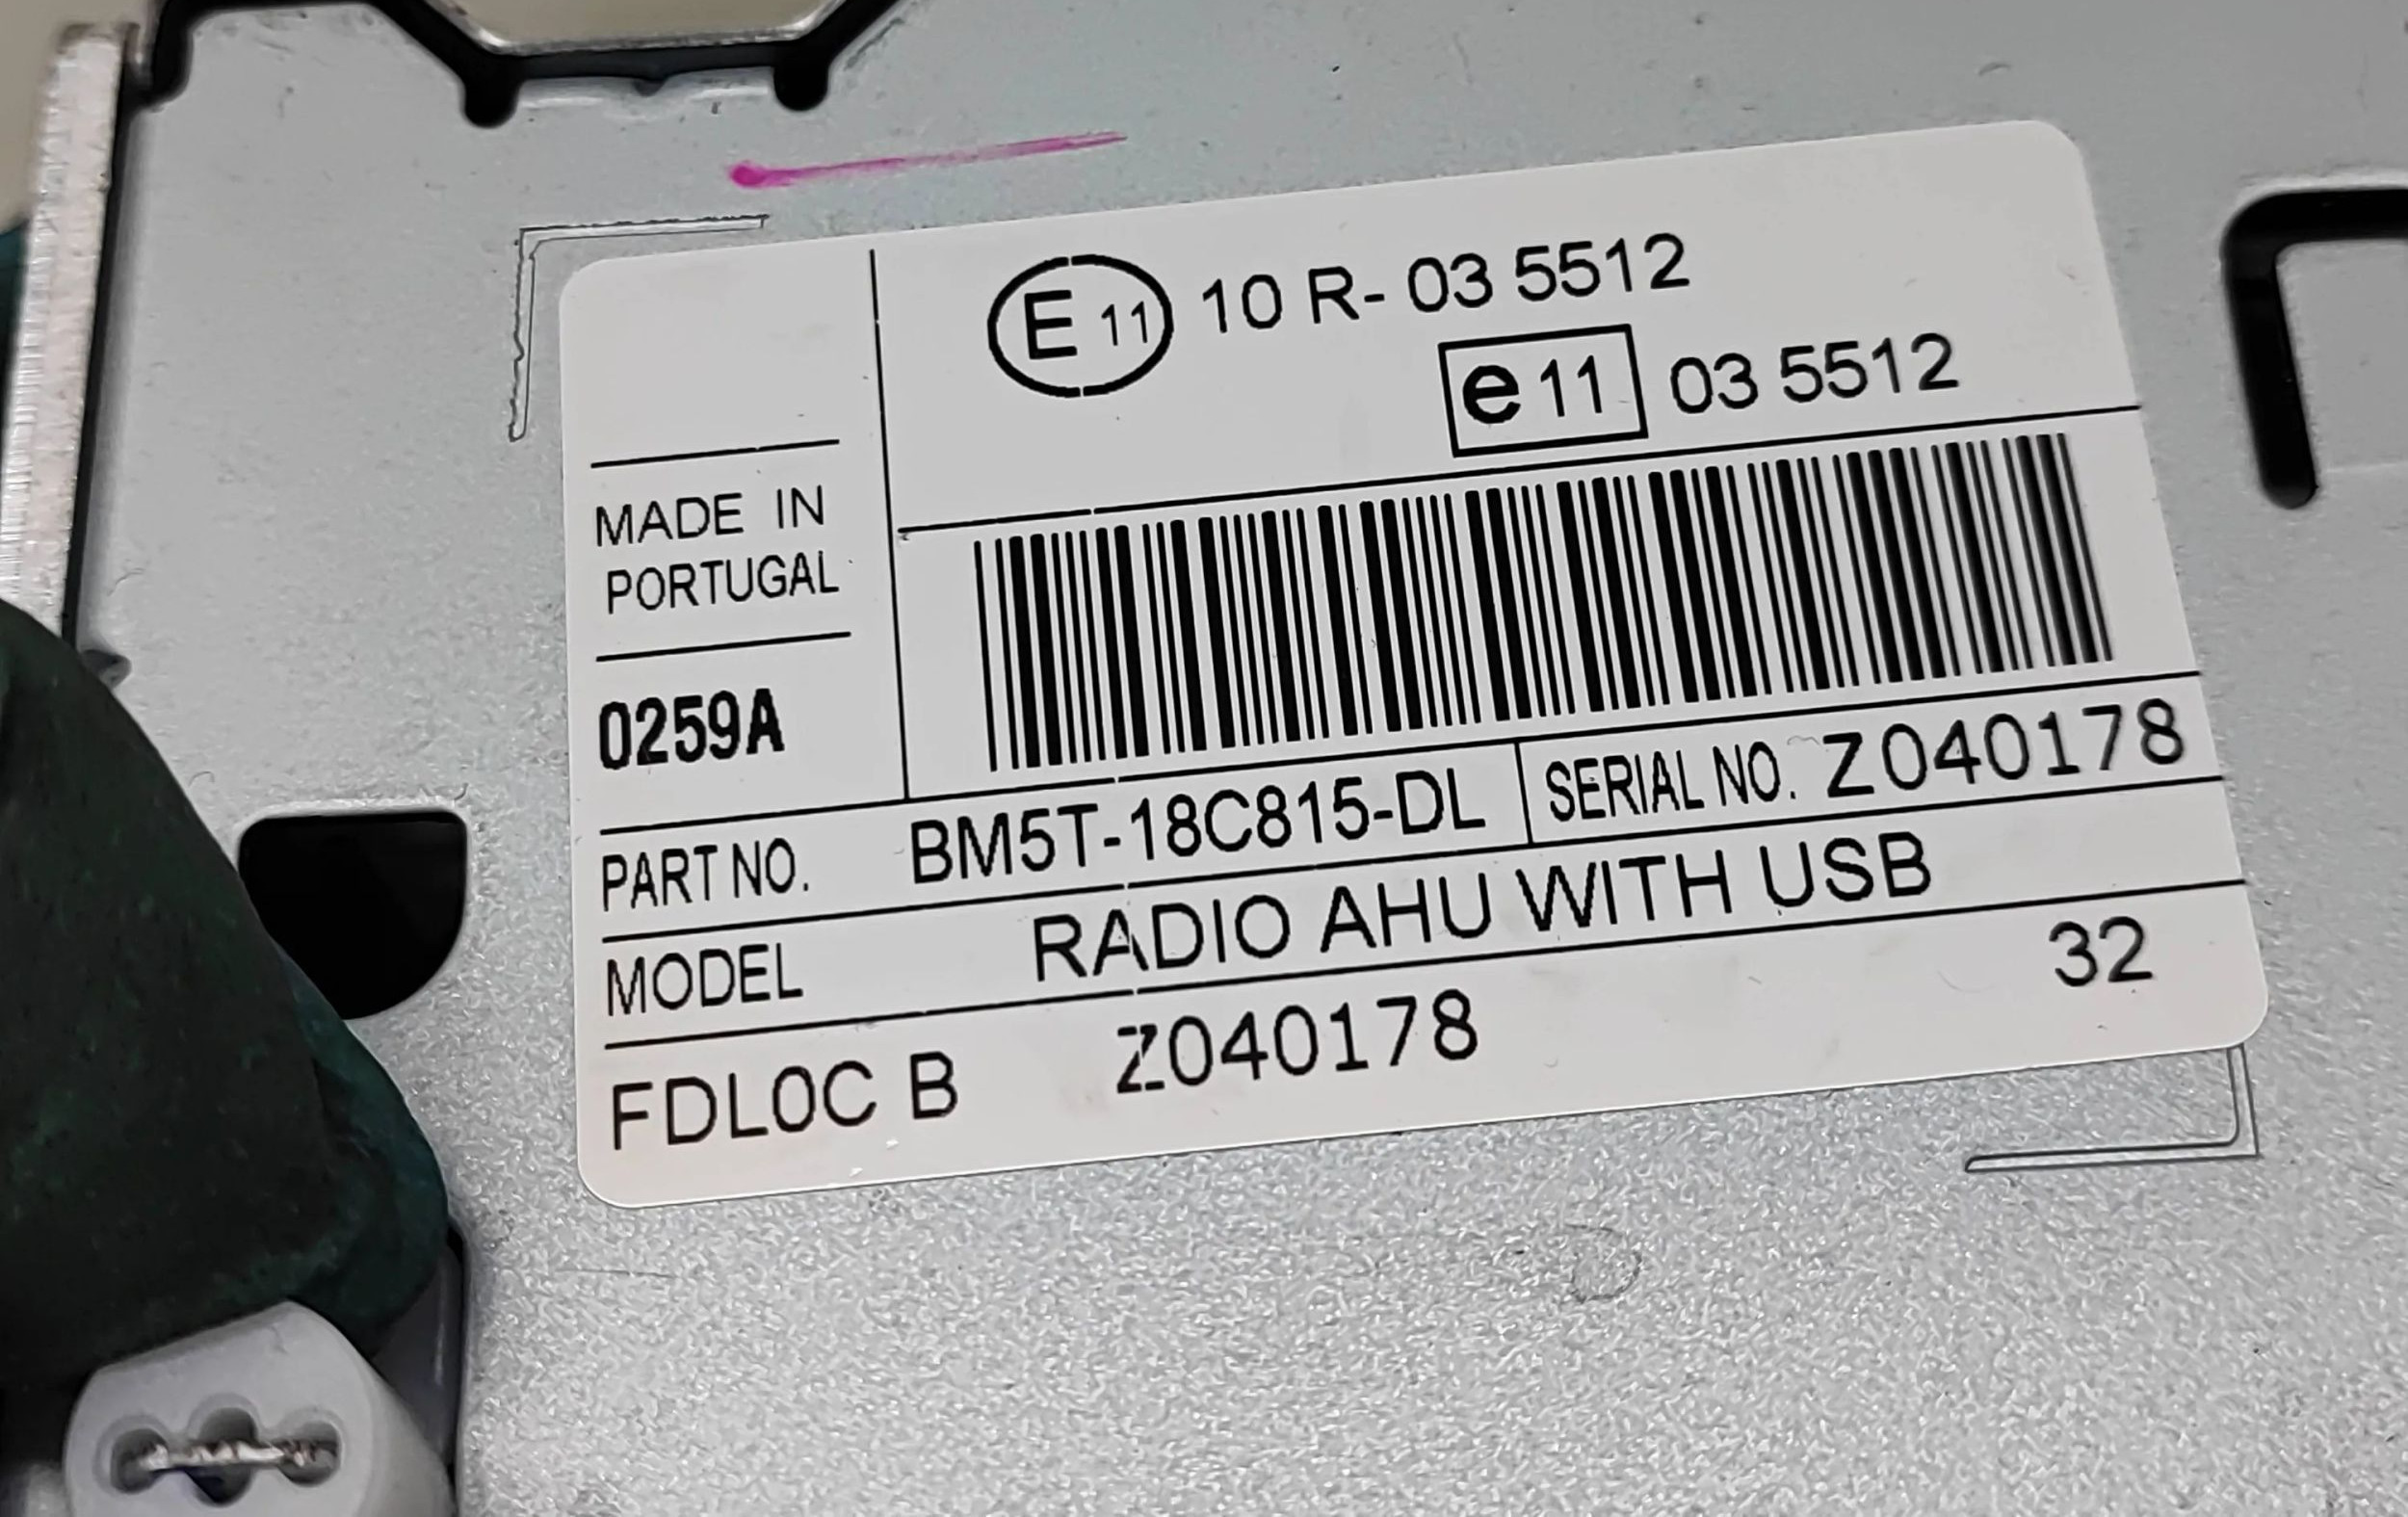 E 11 10 R- 03 5512
e 11 03 5512
MADE IN
PORTUGAL
0259A
PART NO. BM5T-18C815-DL SERIAL NO. Z040178
MODEL RADIO AHU WITH USB
FDLOC B Z040178 32